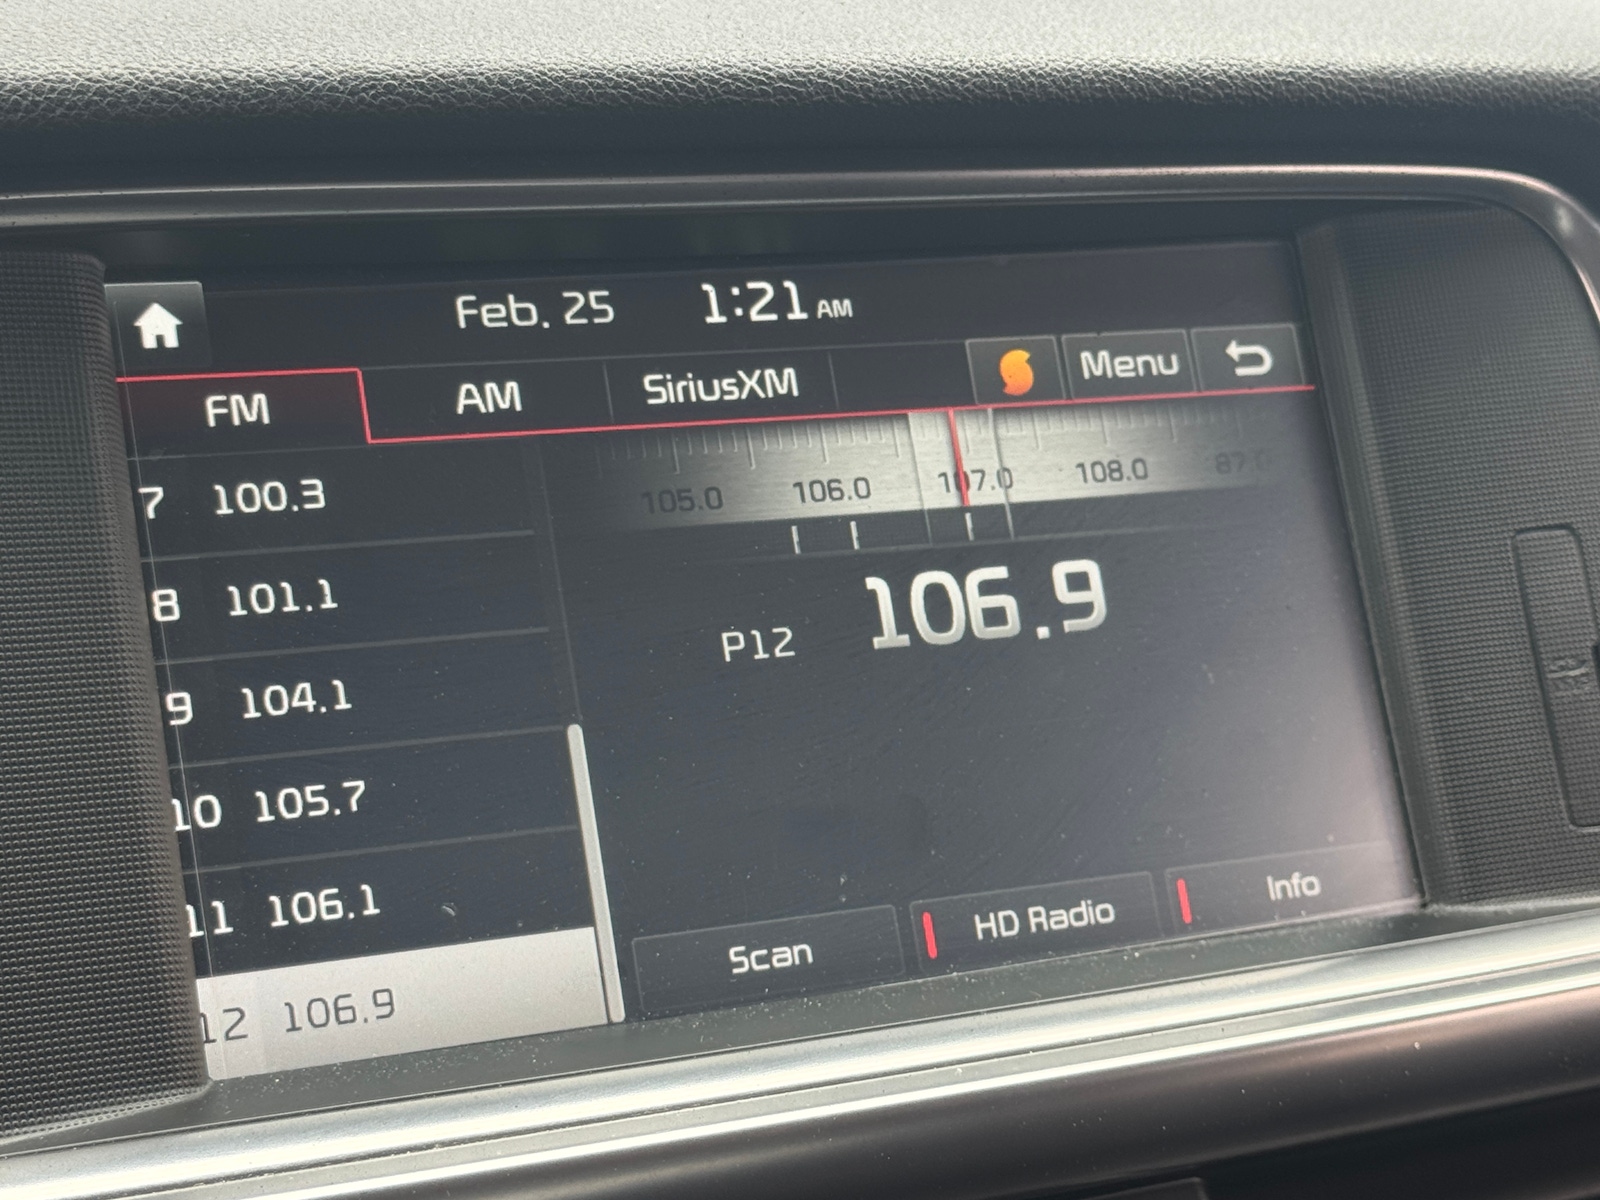 Feb. 25 1:21 AM
FM AM SiriusXM Menu
105.0 106.0 107.0 108.0 87.0
7 100.3
8 101.1
9 104.1
10 105.7
11 106.1
12 106.9
P12 106.9
Scan HD Radio Info